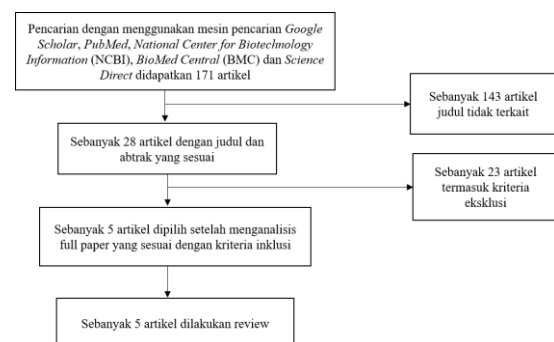 Pencarian dengan menggunakan mesin pencarian Google
Scholar, PubMed, National Center for Biotechnology
Information (NCBI), BioMed Central (BMC) dan Science
Direct didapatkan 171 artikel
Sebanyak 143 artikel
judul tidak terkait
Sebanyak 28 artikel dengan judul dan
abtrak yang sesuai
Sebanyak 23 artikel
termasuk kriteria
eksklusi
Sebanyak 5 artikel dipilih setelah menganalisis
full paper yang sesuai dengan kriteria inklusi
Sebanyak 5 artikel dilakukan review